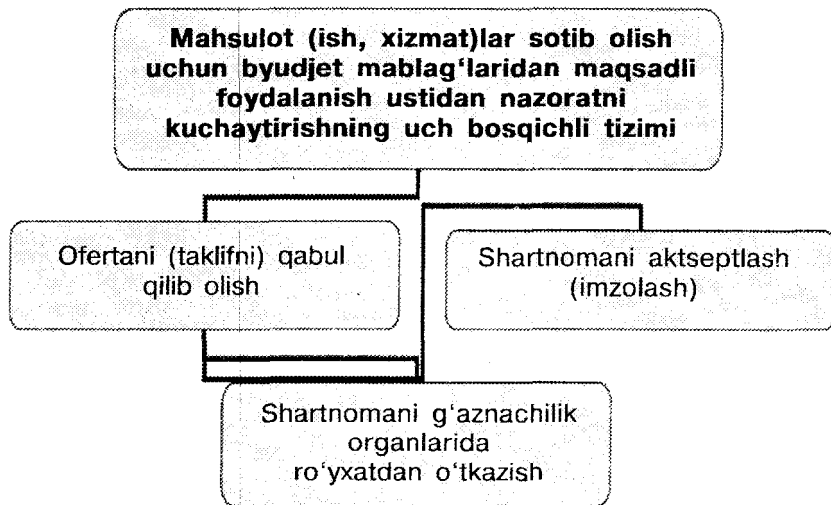 Mahsulot (ish, xizmat)lar sotib olish
uchun byudjet mablag‘laridan maqsadli
foydalanish ustidan nazoratni
kuchaytirishning uch bosqichli tizimi
Ofertani (taklifni) qabul
qilib olish
Shartnomani aktseptlash
(imzolash)
Shartnomani g‘aznachilik
organlarida
ro‘yxatdan o‘tkazish